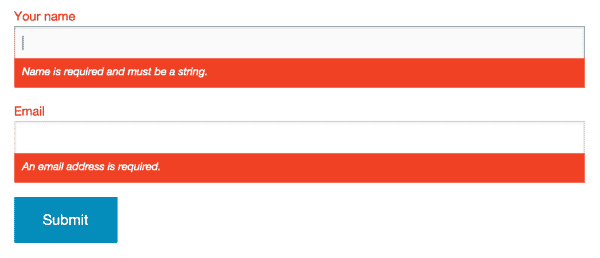 Your name
Name is required and must be a string.
Email
An email address is required.
Submit